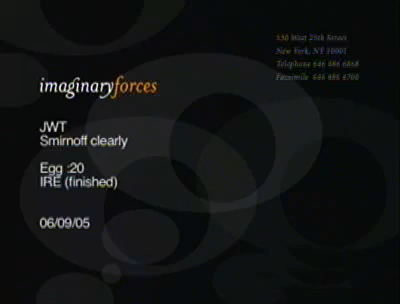 530 West 25th Street
New York, NY 10001
Telephone 646 486 6868
Facsimile 646 486 4700
imaginaryforces
JWT
Smirnoff clearly
Egg :20
IRE (finished)
06/09/05